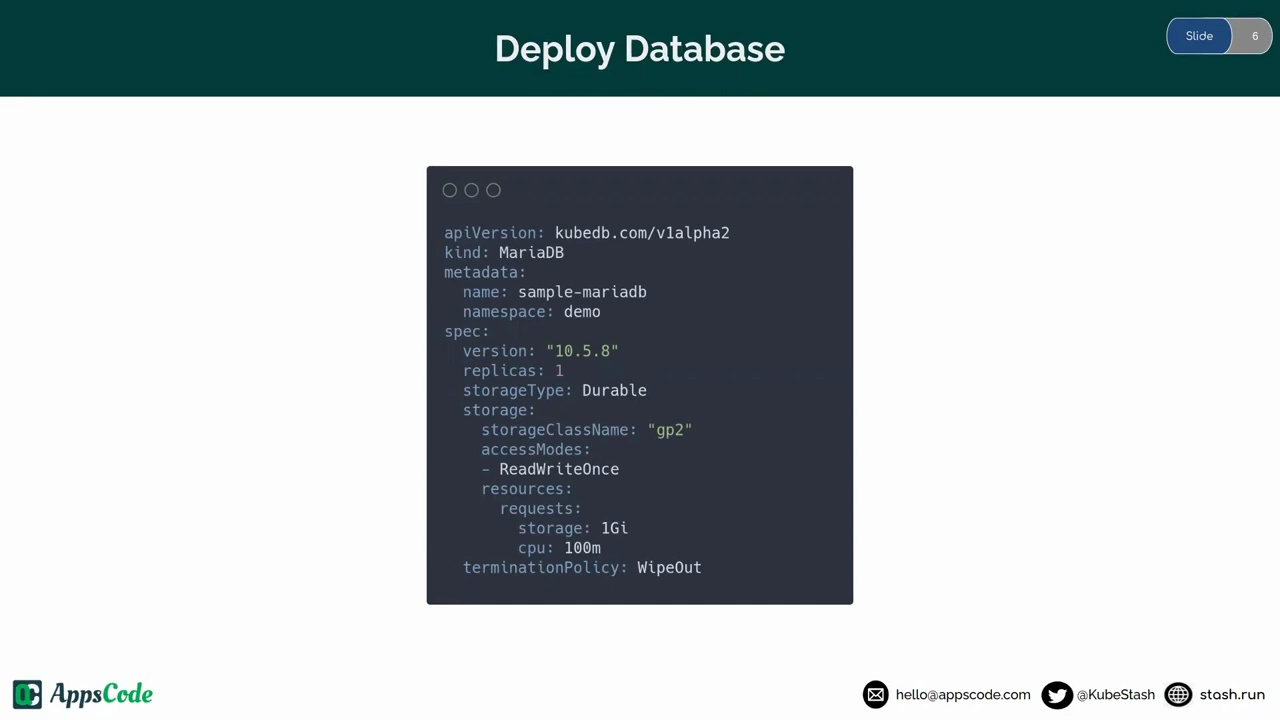 Deploy Database
Slide 6
apiVersion: kubedb.com/v1alpha2
kind: MariaDB
metadata:
  name: sample-mariadb
  namespace: demo
spec:
  version: "10.5.8"
  replicas: 1
  storageType: Durable
  storage:
    storageClassName: "gp2"
    accessModes:
    - ReadWriteOnce
    resources:
      requests:
        storage: 1Gi
        cpu: 100m
  terminationPolicy: WipeOut
AppsCode
hello@appscode.com @KubeStash stash.run